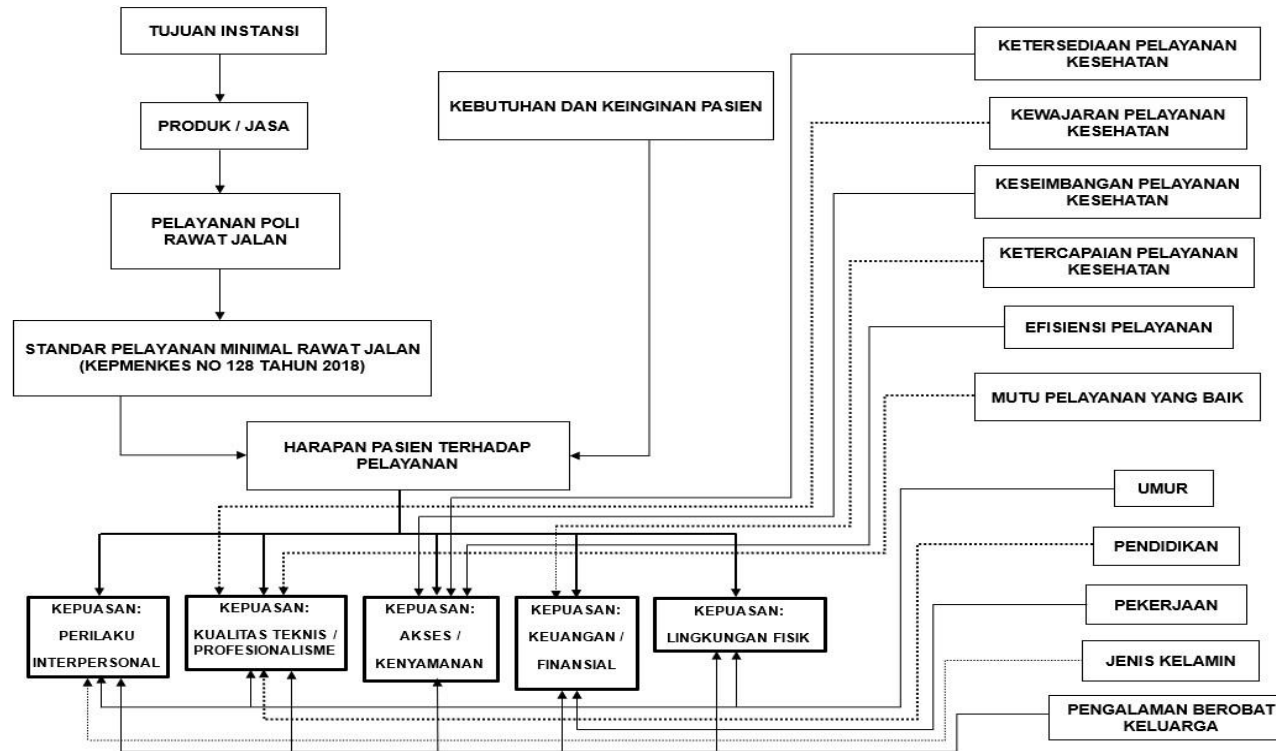 TUJUAN INSTANSI
PRODUK / JASA
PELAYANAN POLI
RAWAT JALAN
STANDAR PELAYANAN MINIMAL RAWAT JALAN
(KEPMENKES NO 128 TAHUN 2018)
KEBUTUHAN DAN KEINGINAN PASIEN
HARAPAN PASIEN TERHADAP
PELAYANAN
KEPUASAN:
PERILAKU
INTERPERSONAL
KEPUASAN:
KUALITAS TEKNIS /
PROFESIONALISME
KEPUASAN:
AKSES /
KENYAMANAN
KEPUASAN:
KEUANGAN /
FINANSIAL
KEPUASAN:
LINGKUNGAN FISIK
KETERSEDIAAN PELAYANAN
KESEHATAN
KEWAJARAN PELAYANAN
KESEHATAN
KESEIMBANGAN PELAYANAN
KESEHATAN
KETERCAPAIAN PELAYANAN
KESEHATAN
EFISIENSI PELAYANAN
MUTU PELAYANAN YANG BAIK
UMUR
PENDIDIKAN
PEKERJAAN
JENIS KELAMIN
PENGALAMAN BEROBAT
KELUARGA